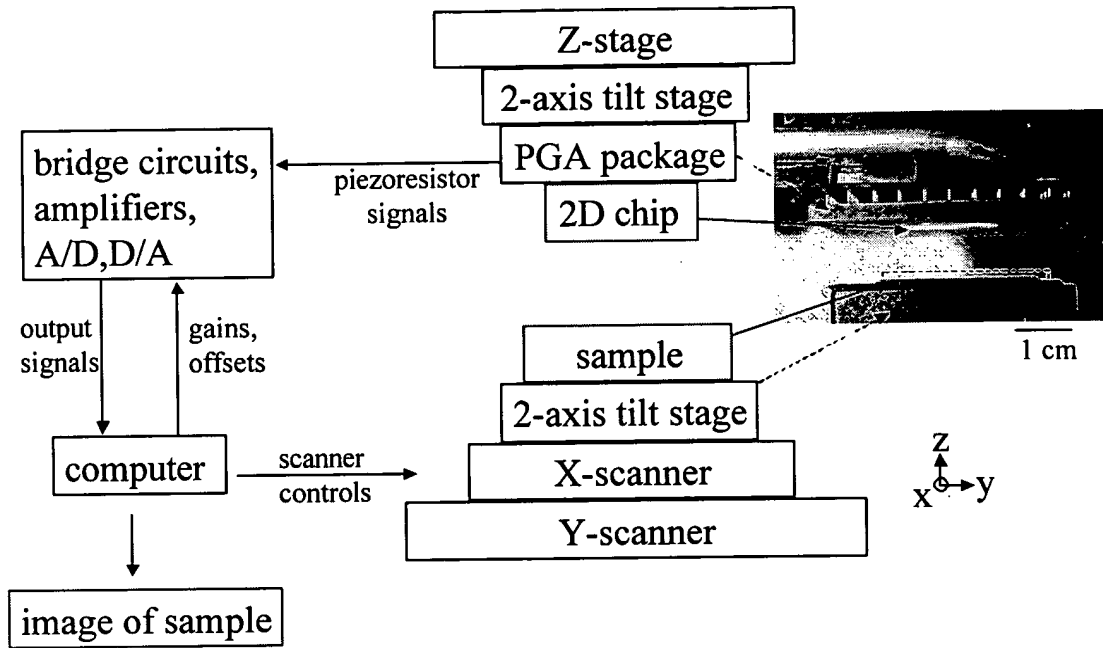 Z-stage
2-axis tilt stage
PGA package
2D chip
bridge circuits,
amplifiers,
A/D,D/A
piezoresistor
signals
output
signals
gains,
offsets
1 cm
sample
2-axis tilt stage
X-scanner
Y-scanner
computer
scanner
controls
z
x
y
image of sample